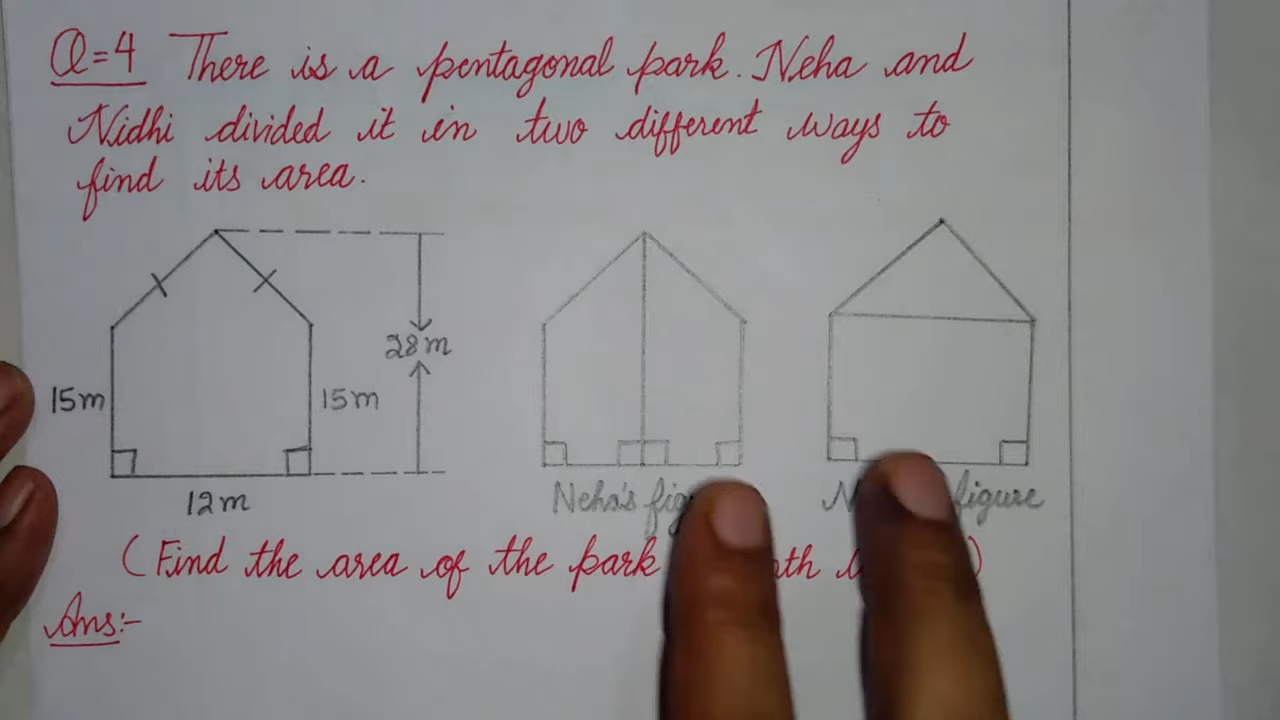 Q=4 There is a pentagonal park. Neha and
Nidhi divided it in two different ways to
find its area.
28m
15m
15m
12m
Neha's
figure
(Find the area of the park
Ans:-